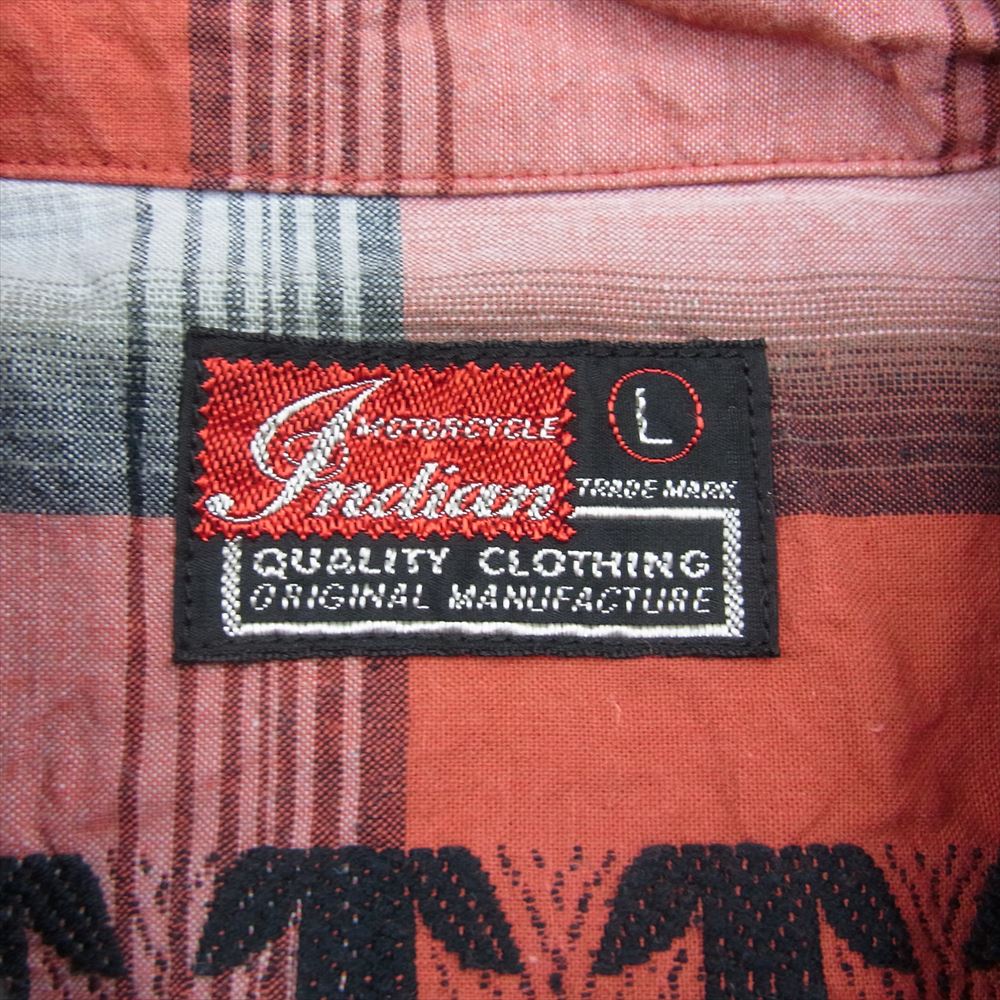 MOTORCYCLE
Indian
L
TRADE MARK
QUALITY CLOTHING
ORIGINAL MANUFACTURE